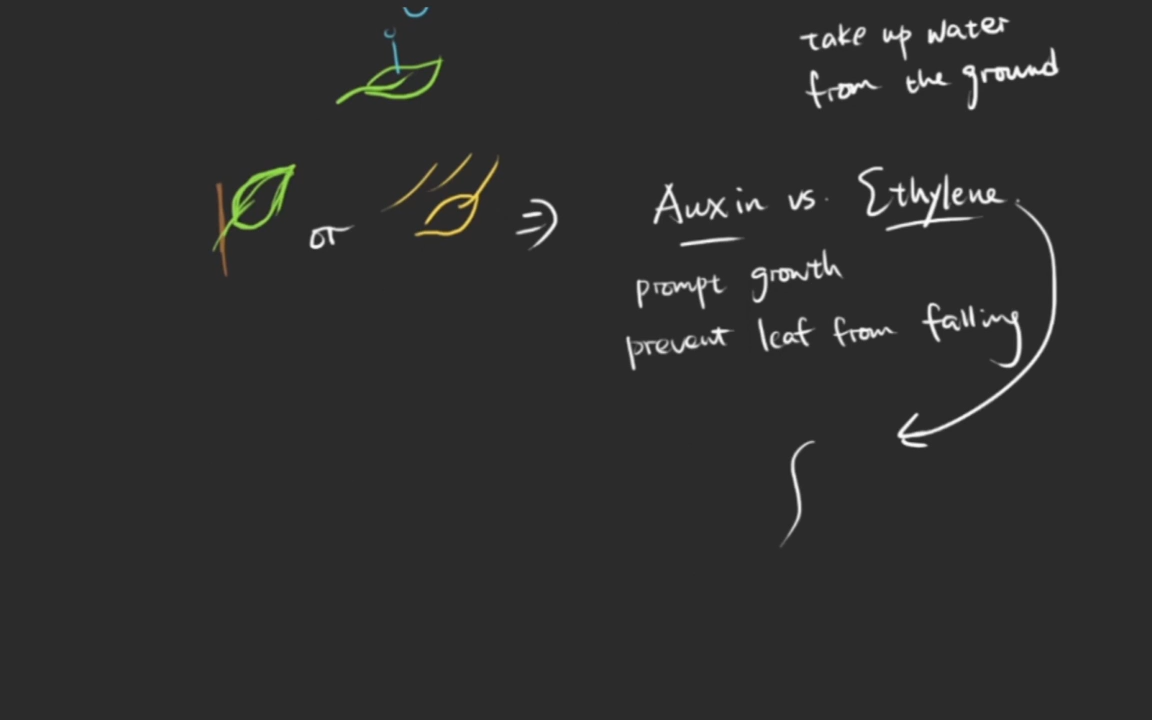 take up water
from the ground
or
Auxin vs. Ethylene
prompt growth
prevent leaf from falling